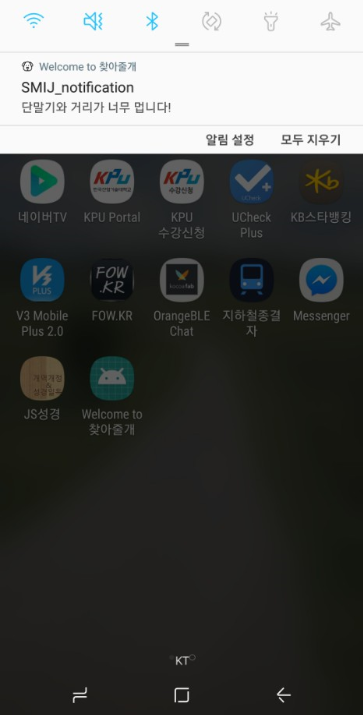 Welcome to 찾아줄개
SMIJ_notification
단말기와 거리가 너무 멉니다!
알림 설정 모두 지우기
네이버TV KPU Portal KPU 수강신청 UCheck Plus KB스타뱅킹
V3 Mobile Plus 2.0 FOW.KR OrangeBLE Chat 지하철종결자 Messenger
JS성경 Welcome to 찾아줄개
KT